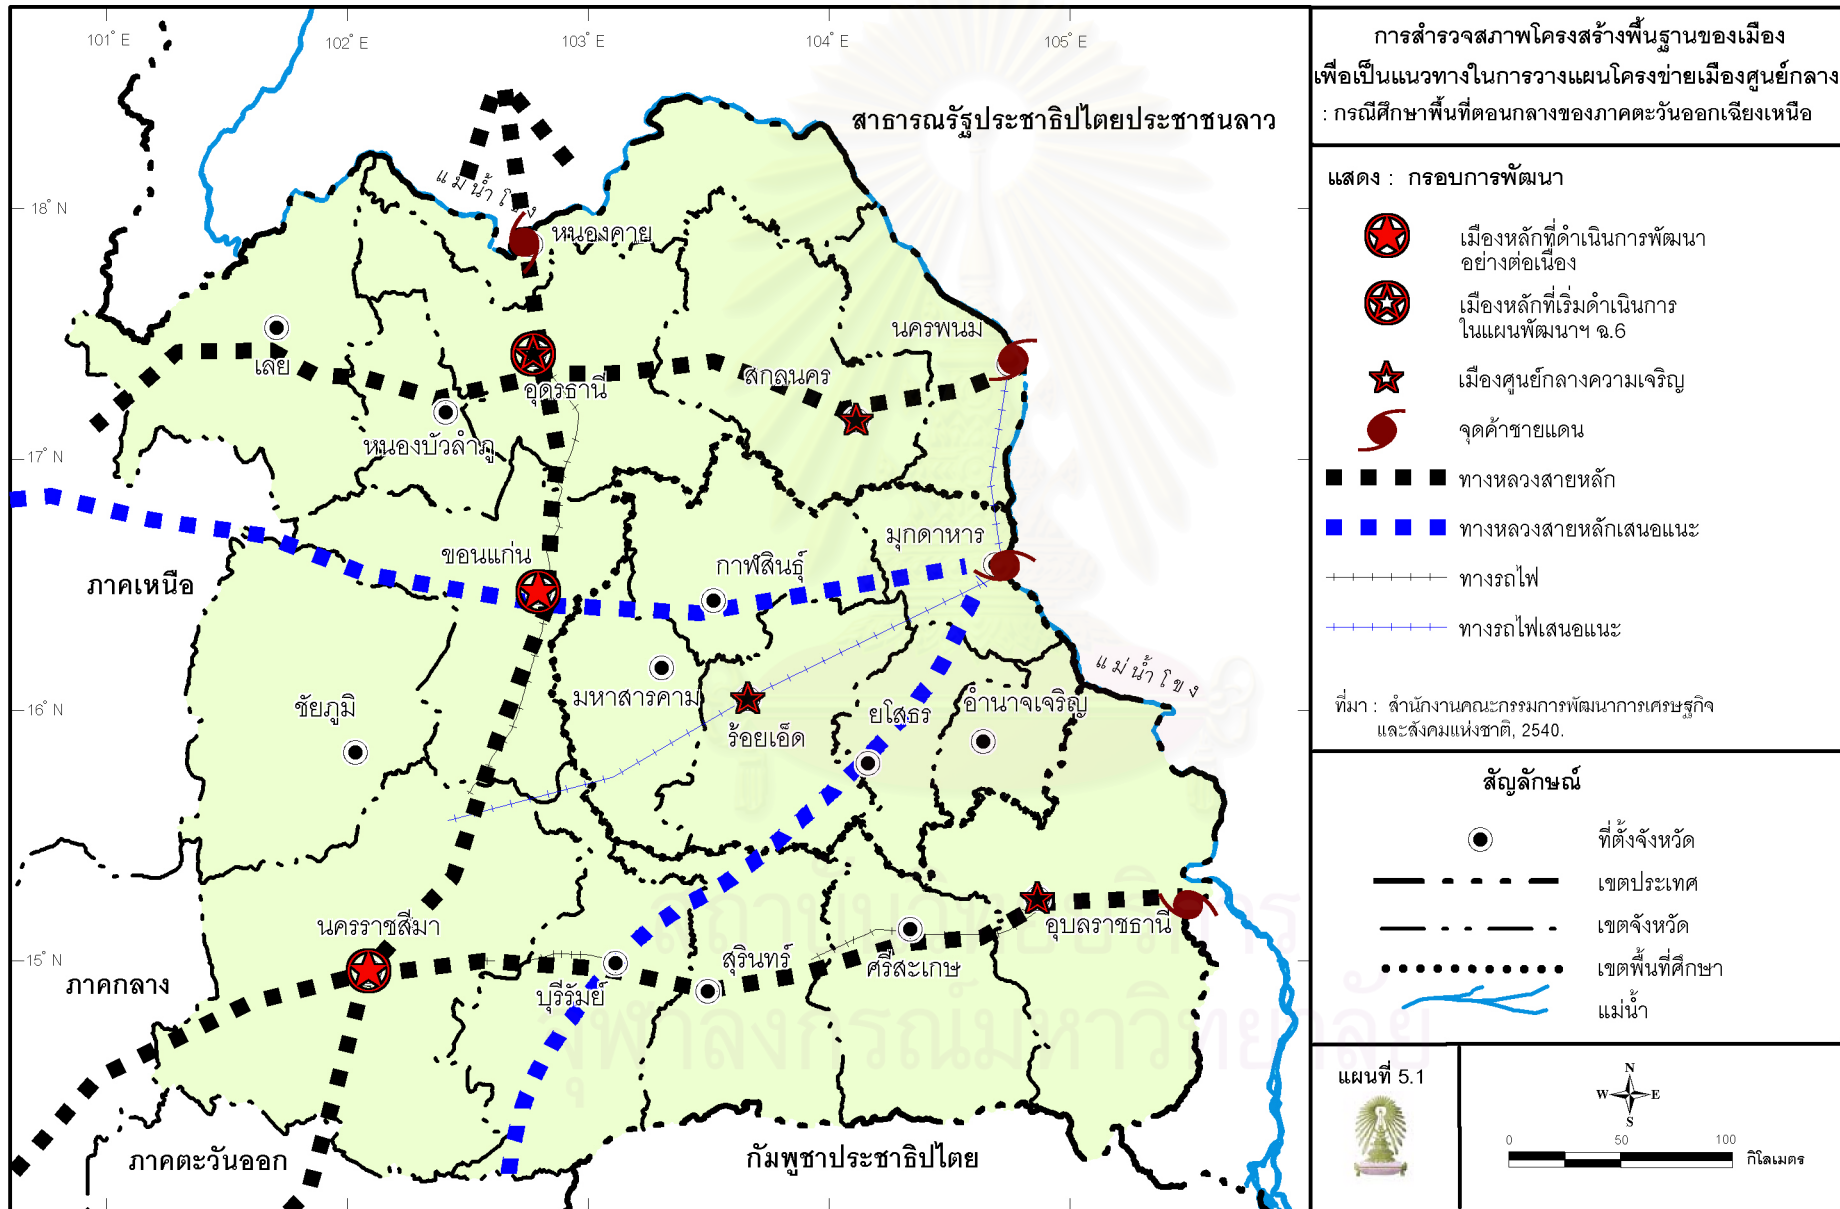 101° E
102° E
103° E
104° E
105° E
18° N
17° N
16° N
15° N
สาธารณรัฐประชาธิปไตยประชาชนลาว
แม่น้ำโขง
หนองคาย
นครพนม
เลย
อุดรธานี
สกลนคร
หนองบัวลำภู
ขอนแก่น
กาฬสินธุ์
มุกดาหาร
ภาคเหนือ
แม่น้ำโขง
มหาสารคาม
ชัยภูมิ
ร้อยเอ็ด
ยโสธร
อำนาจเจริญ
นครราชสีมา
อุบลราชธานี
สุรินทร์
ศรีสะเกษ
บุรีรัมย์
ภาคกลาง
ภาคตะวันออก
กัมพูชาประชาธิปไตย
สถาบันวิทยบริการ
จุฬาลงกรณ์มหาวิทยาลัย
การสำรวจสภาพโครงสร้างพื้นฐานของเมือง
เพื่อเป็นแนวทางในการวางแผนโครงข่ายเมืองศูนย์กลาง
: กรณีศึกษาพื้นที่ตอนกลางของภาคตะวันออกเฉียงเหนือ
แสดง : กรอบการพัฒนา
เมืองหลักที่ดำเนินการพัฒนา
อย่างต่อเนื่อง
เมืองหลักที่เริ่มดำเนินการ
ในแผนพัฒนาฯ ฉ.6
เมืองศูนย์กลางความเจริญ
จุดค้าชายแดน
ทางหลวงสายหลัก
ทางหลวงสายหลักเสนอแนะ
ทางรถไฟ
ทางรถไฟเสนอแนะ
ที่มา : สำนักงานคณะกรรมการพัฒนาการเศรษฐกิจ
และสังคมแห่งชาติ, 2540.
สัญลักษณ์
ที่ตั้งจังหวัด
เขตประเทศ
เขตจังหวัด
เขตพื้นที่ศึกษา
แม่น้ำ
แผนที่ 5.1
N
W E
S
0 50 100
กิโลเมตร